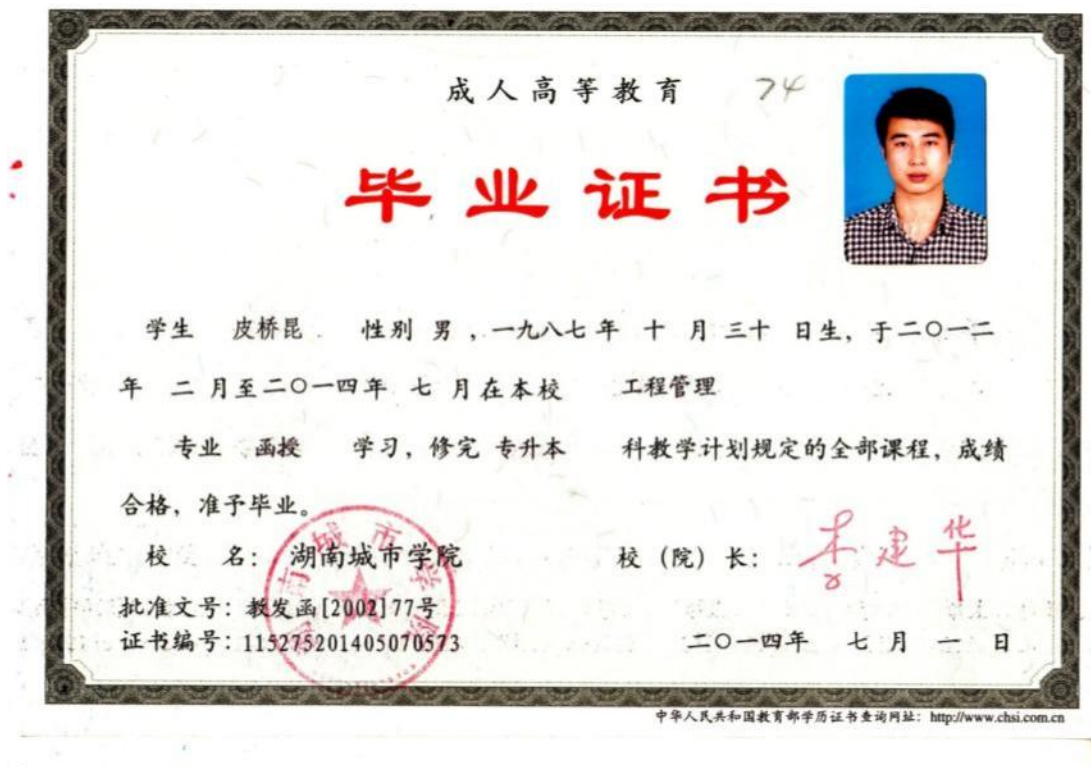 成人高等教育 74
毕业证书
学生 皮桥昆 性别 男 ，一九八七年 十 月 三十 日生，于二〇一二
年 二 月至二〇一四年 七 月在本校 工程管理
专业 函授 学习，修完 专升本 科教学计划规定的全部课程，成绩
合格，准予毕业。
校 名： 湖南城市学院 校（院）长： 李建华
批准文号：教发函[2002]77号
证书编号：115275201405070573 二〇一四年 七 月 一 日
中华人民共和国教育部学历证书查询网址：http://www.chsi.com.cn